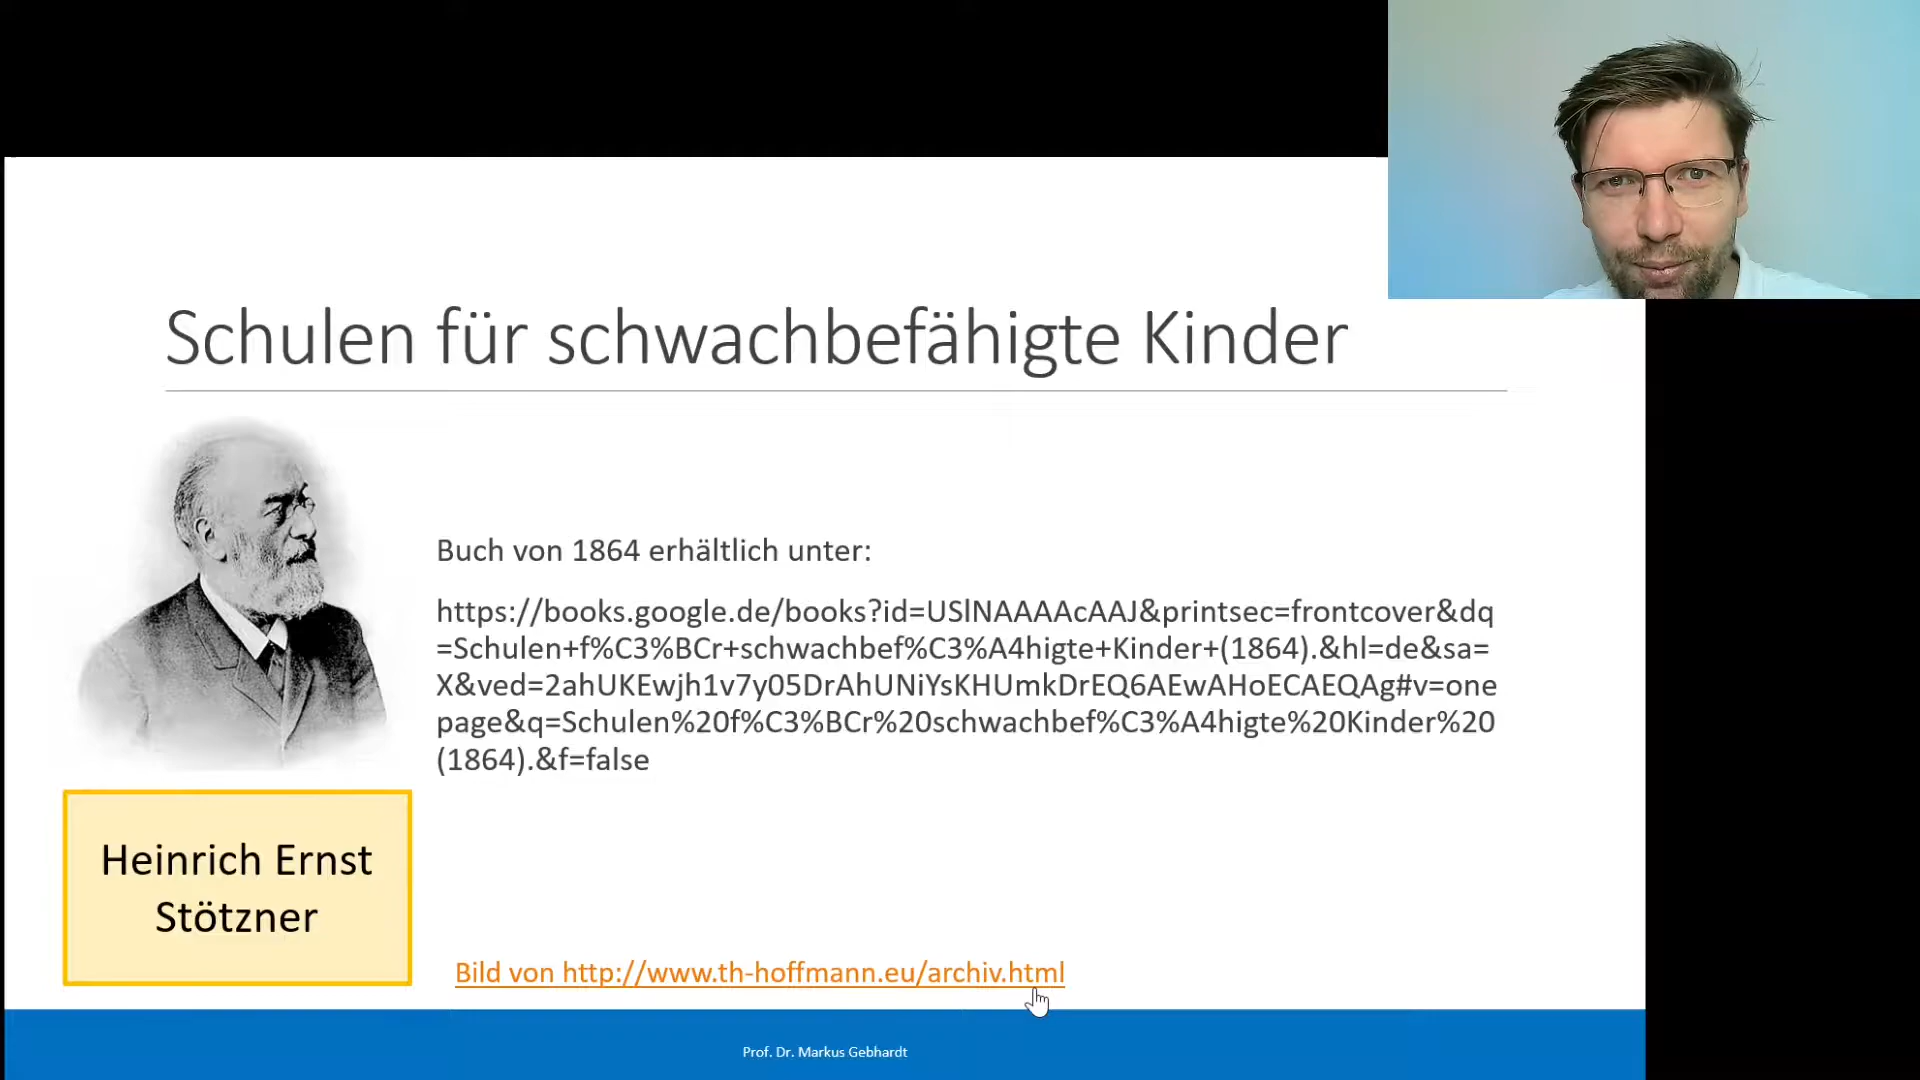 Schulen für schwachbefähigte Kinder
Buch von 1864 erhältlich unter:
https://books.google.de/books?id=USlNAAAAcAAJ&printsec=frontcover&dq
=Schulen+f%C3%BCr+schwachbef%C3%A4higte+Kinder+(1864).&hl=de&sa=
X&ved=2ahUKEwjh1v7y05DrAhUNiYsKHUmkDrEQ6AEwAHoECAEQAg#v=one
page&q=Schulen%20f%C3%BCr%20schwachbef%C3%A4higte%20Kinder%20
(1864).&f=false
Heinrich Ernst
Stötzner
Bild von http://www.th-hoffmann.eu/archiv.html
Prof. Dr. Markus Gebhardt